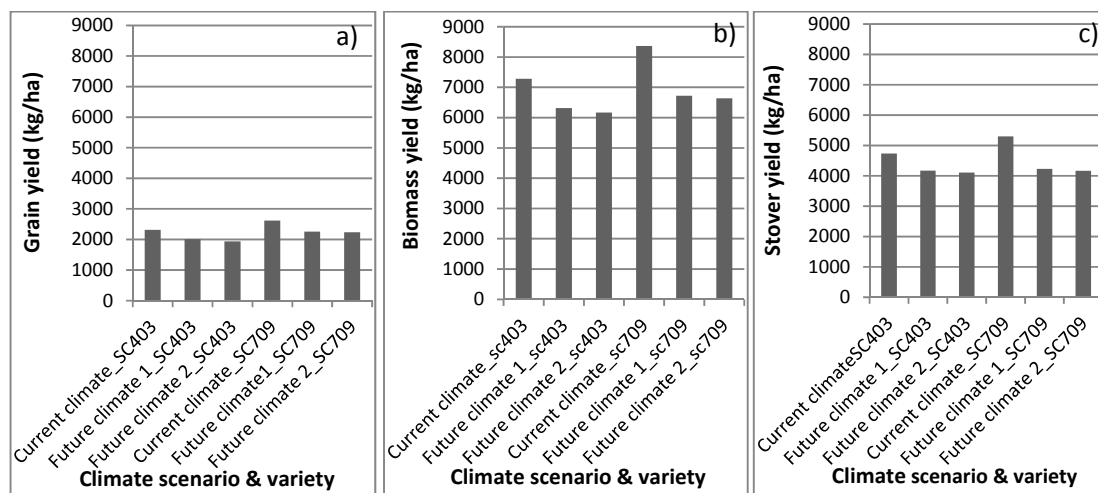 a)
Grain yield (kg/ha)
9000
8000
7000
6000
5000
4000
3000
2000
1000
0
Current climate_SC403
Future climate 1_SC403
Future climate 2_SC403
Current climate_SC709
Future climate1_SC709
Future climate 2_SC709
Climate scenario & variety
b)
Biomass yield (kg/ha)
9000
8000
7000
6000
5000
4000
3000
2000
1000
0
Current climate_sc403
Future climate 1_sc403
Future climate 2_sc403
Current climate_sc709
Future climate 1_sc709
Future climate 2_sc709
Climate scenario & variety
c)
Stover yield (kg/ha)
9000
8000
7000
6000
5000
4000
3000
2000
1000
0
Current climateSC403
Future climate 1_SC403
Future climate 2_SC403
Current climate_SC709
Future climate 1_SC709
Future climate 2_SC709
Climate scenario & variety